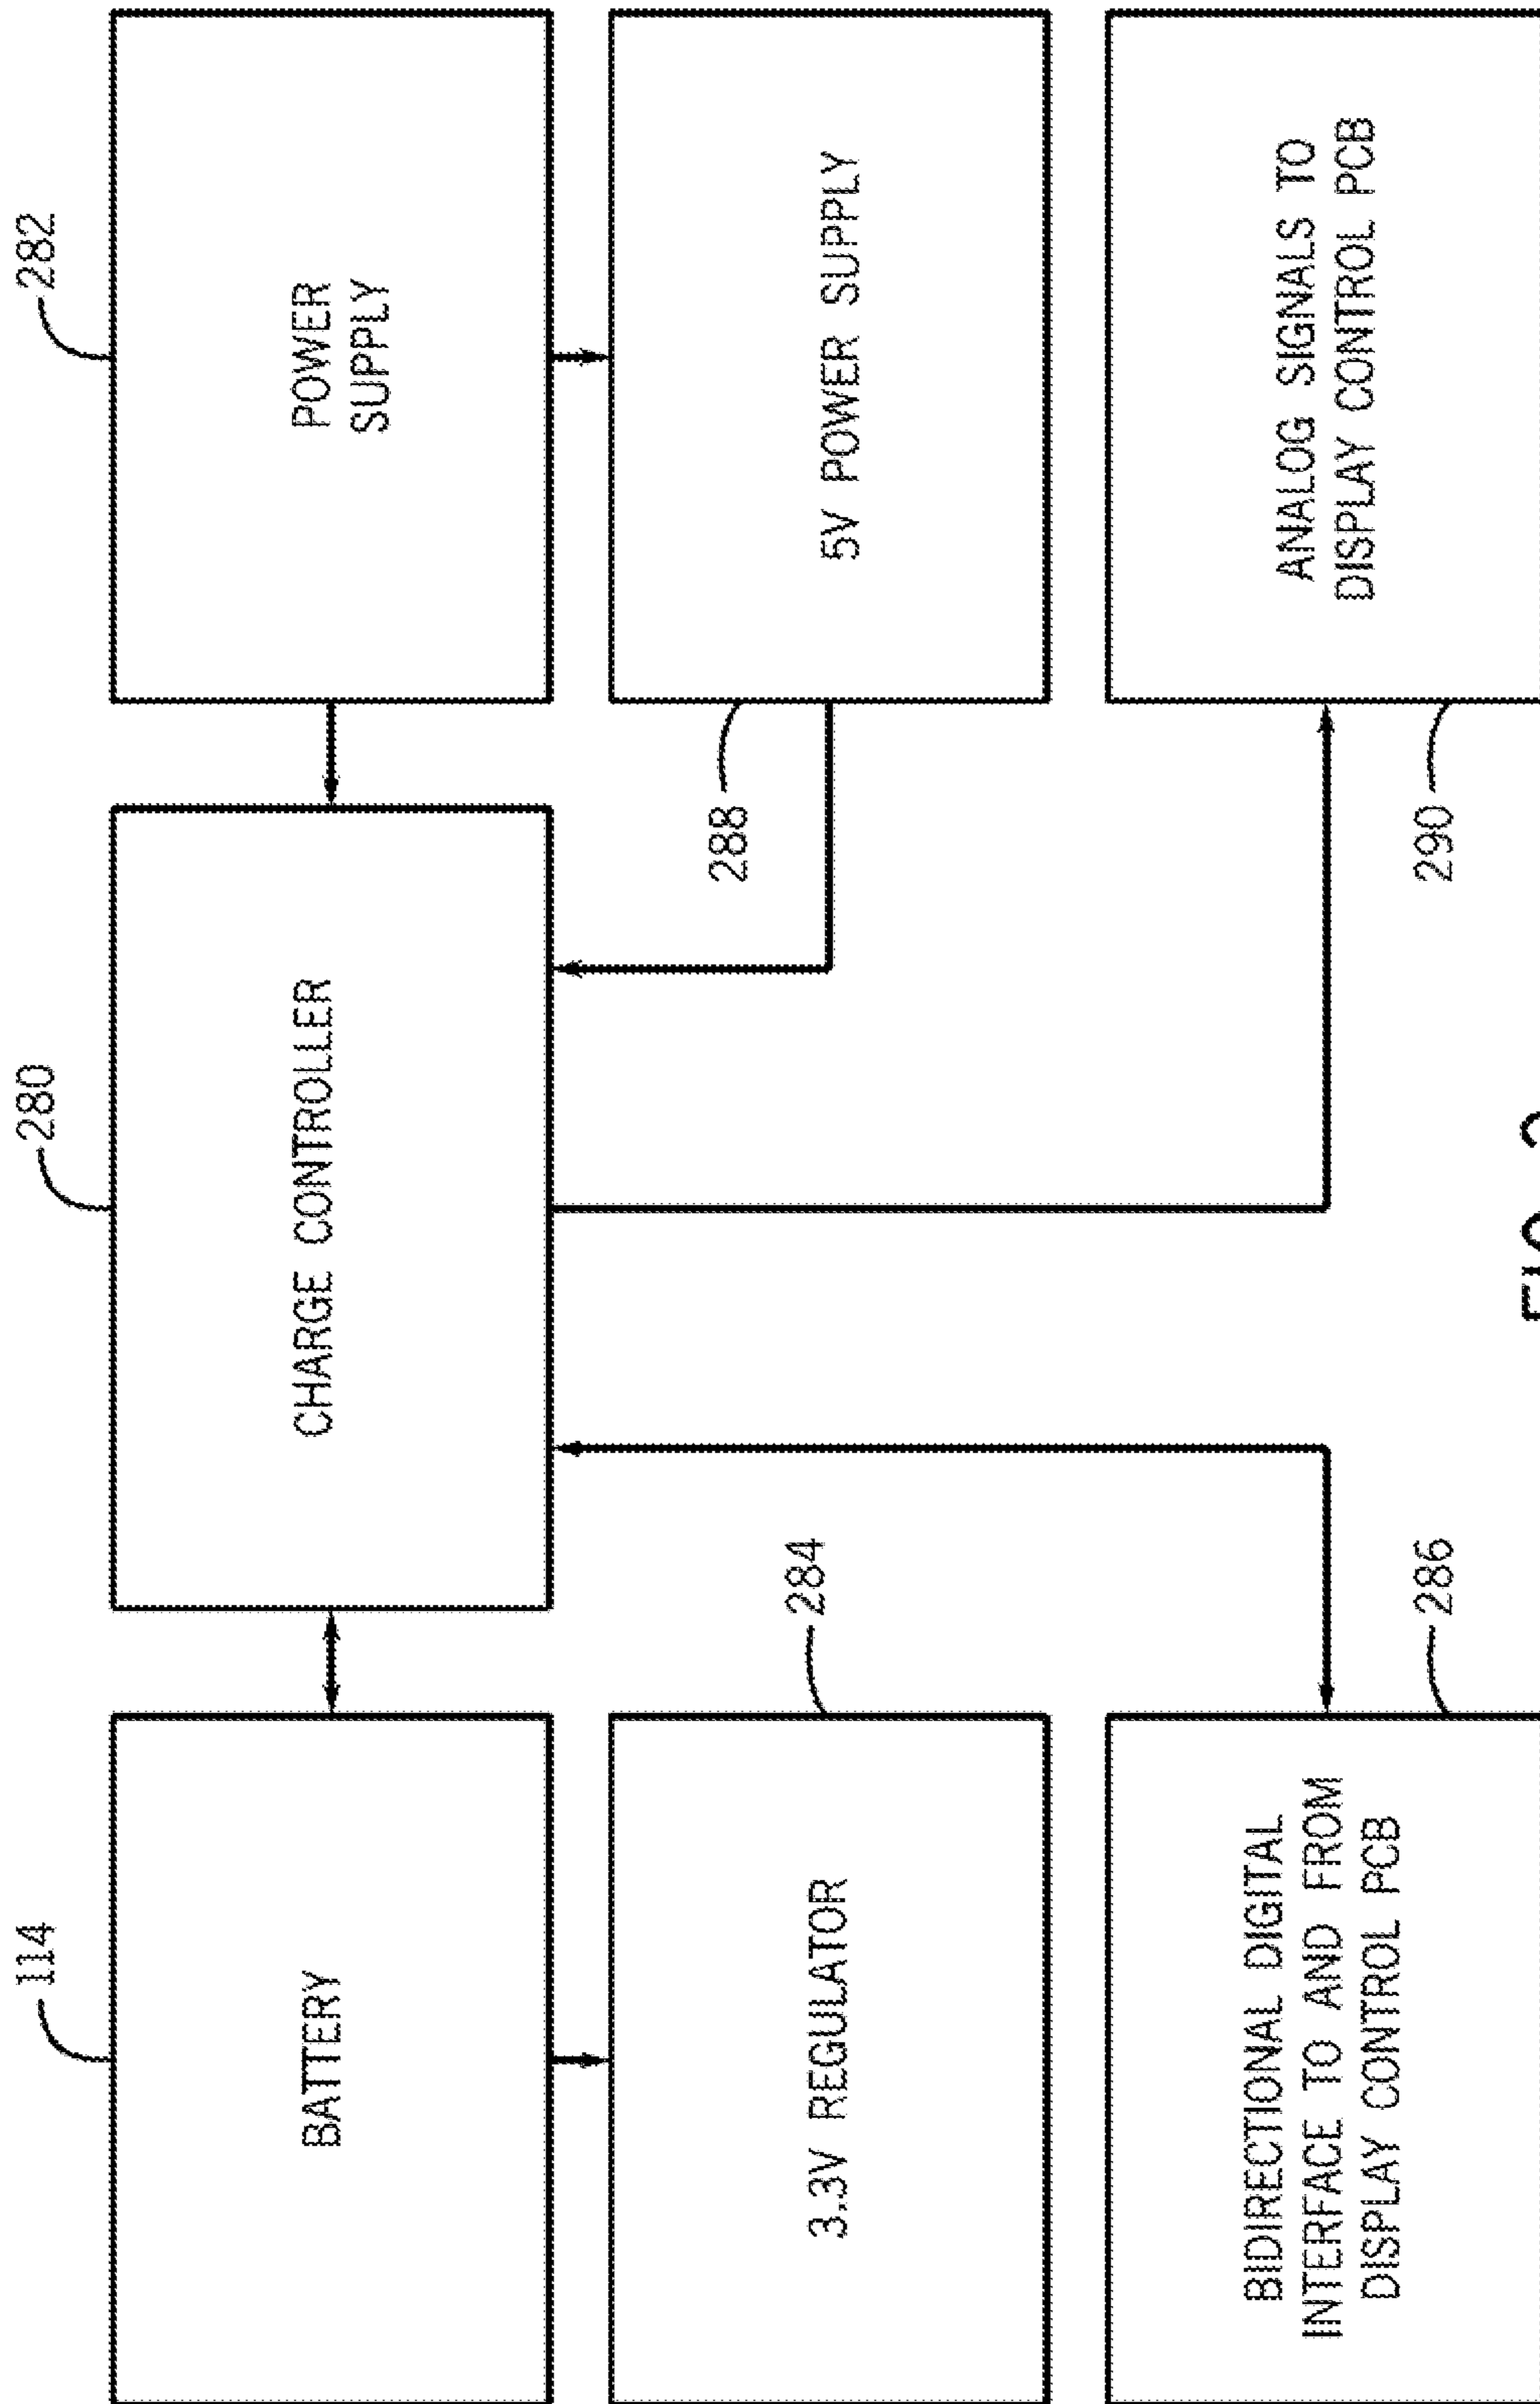 114
280
282
BATTERY
CHARGE CONTROLLER
POWER
SUPPLY
284
288
3.3V REGULATOR
5V POWER SUPPLY
286
290
BIDIRECTIONAL DIGITAL
INTERFACE TO AND FROM
DISPLAY CONTROL PCB
ANALOG SIGNALS TO
DISPLAY CONTROL PCB